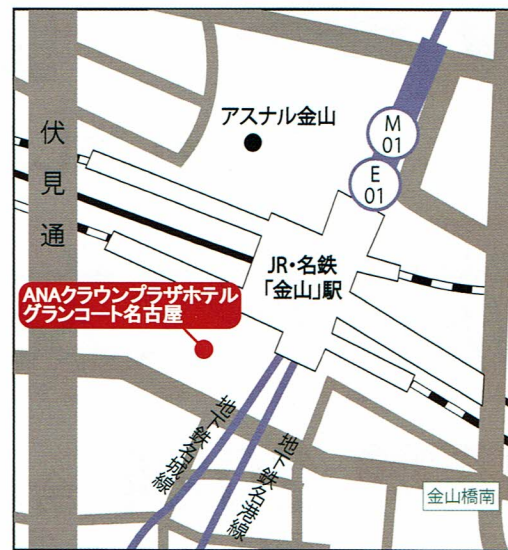 アスナル金山
M
01
E
01
伏見通
JR・名鉄
「金山」駅
ANAクラウンプラザホテル
グランコート名古屋
地下鉄名城線
地下鉄名港線
金山橋南